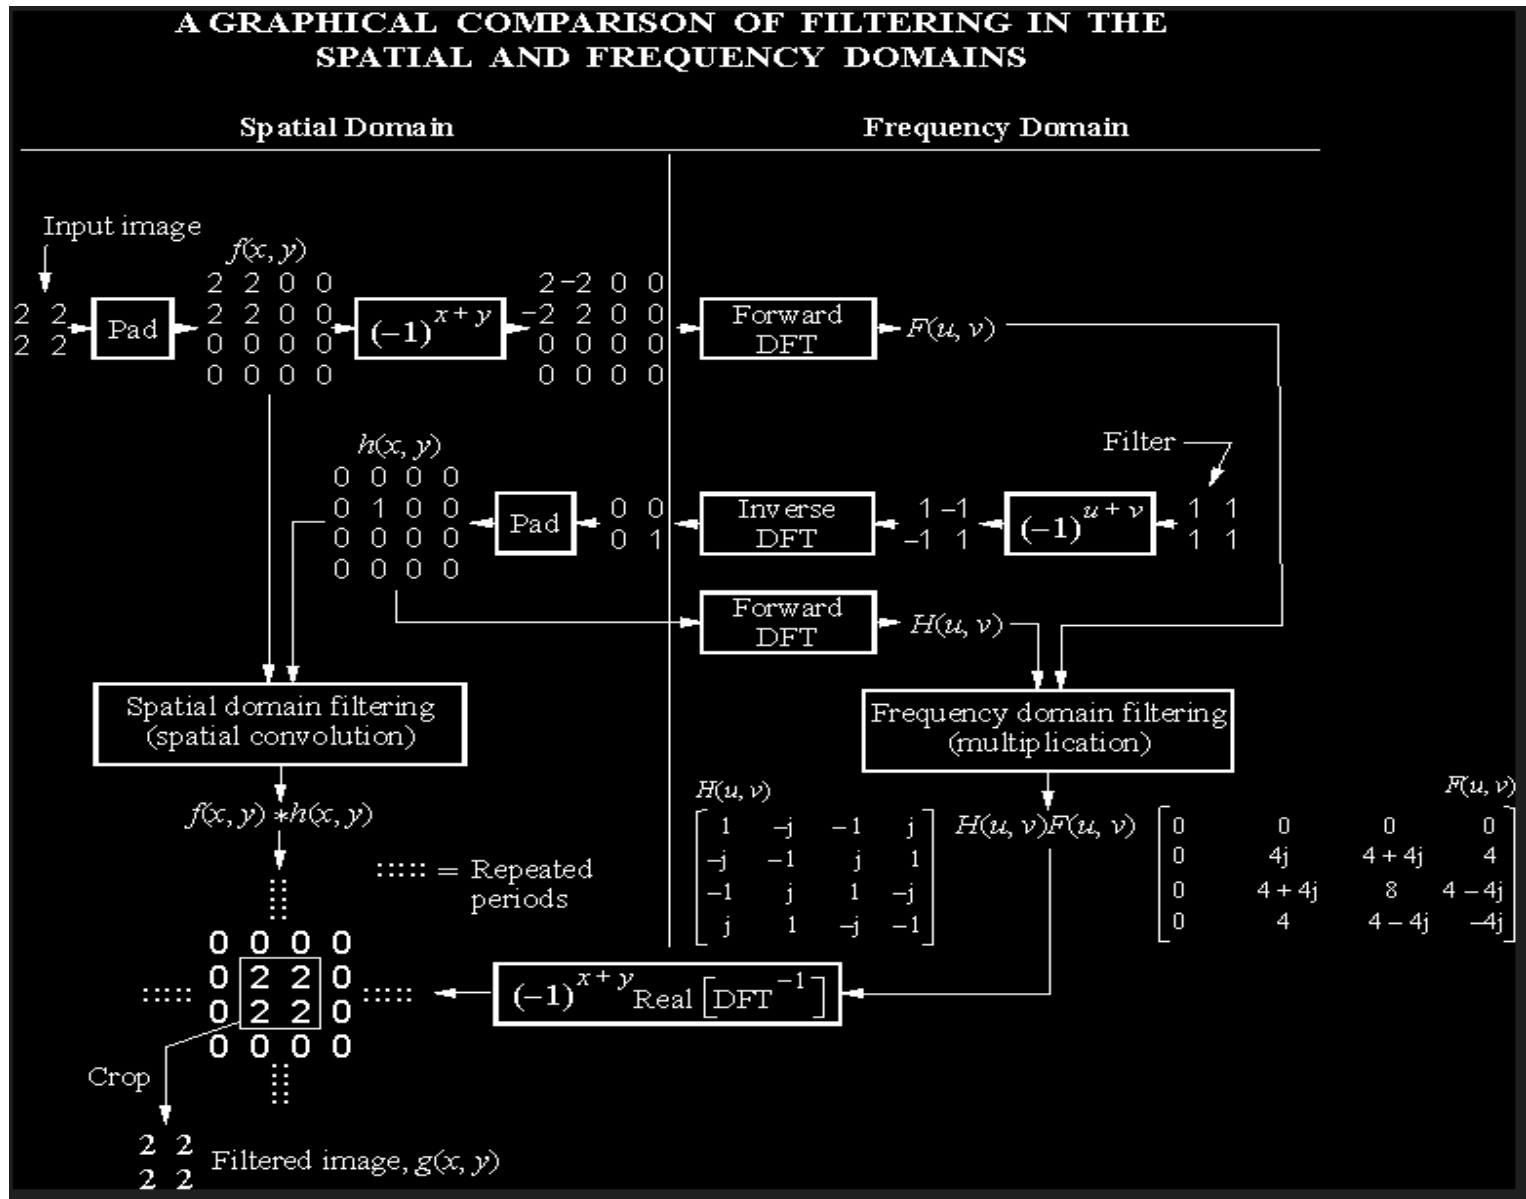 A GRAPHICAL COMPARISON OF FILTERING IN THE
SPATIAL AND FREQUENCY DOMAINS
Spatial Domain
Frequency Domain
Input image
2 2
2 2
Pad
f(x, y)
2 2 0 0
2 2 0 0
0 0 0 0
0 0 0 0
(−1)^{x + y}
2 −2 0 0
−2 2 0 0
0 0 0 0
0 0 0 0
Forward
DFT
F(u, v)
h(x, y)
0 0 0 0
0 1 0 0
0 0 0 0
0 0 0 0
Pad
0 0
0 1
Inverse
DFT
1 −1
−1 1
(−1)^{u + v}
Filter
1 1
1 1
Forward
DFT
H(u, v)
Spatial domain filtering
(spatial convolution)
Frequency domain filtering
(multiplication)
f(x, y) *h(x, y)
= Repeated
periods
H(u, v)
1 −j −1 j
−j −1 j 1
−1 j 1 −j
j 1 −j −1
H(u, v)F(u, v)
F(u, v)
0 0 0 0
0 4j 4 + 4j 4
0 4 + 4j 8 4 − 4j
0 4 4 − 4j −4j
0 0 0 0
0 2 2 0
0 2 2 0
0 0 0 0
(−1)^{x + y} Real [DFT^{−1}]
Crop
2 2
2 2
Filtered image, g(x, y)